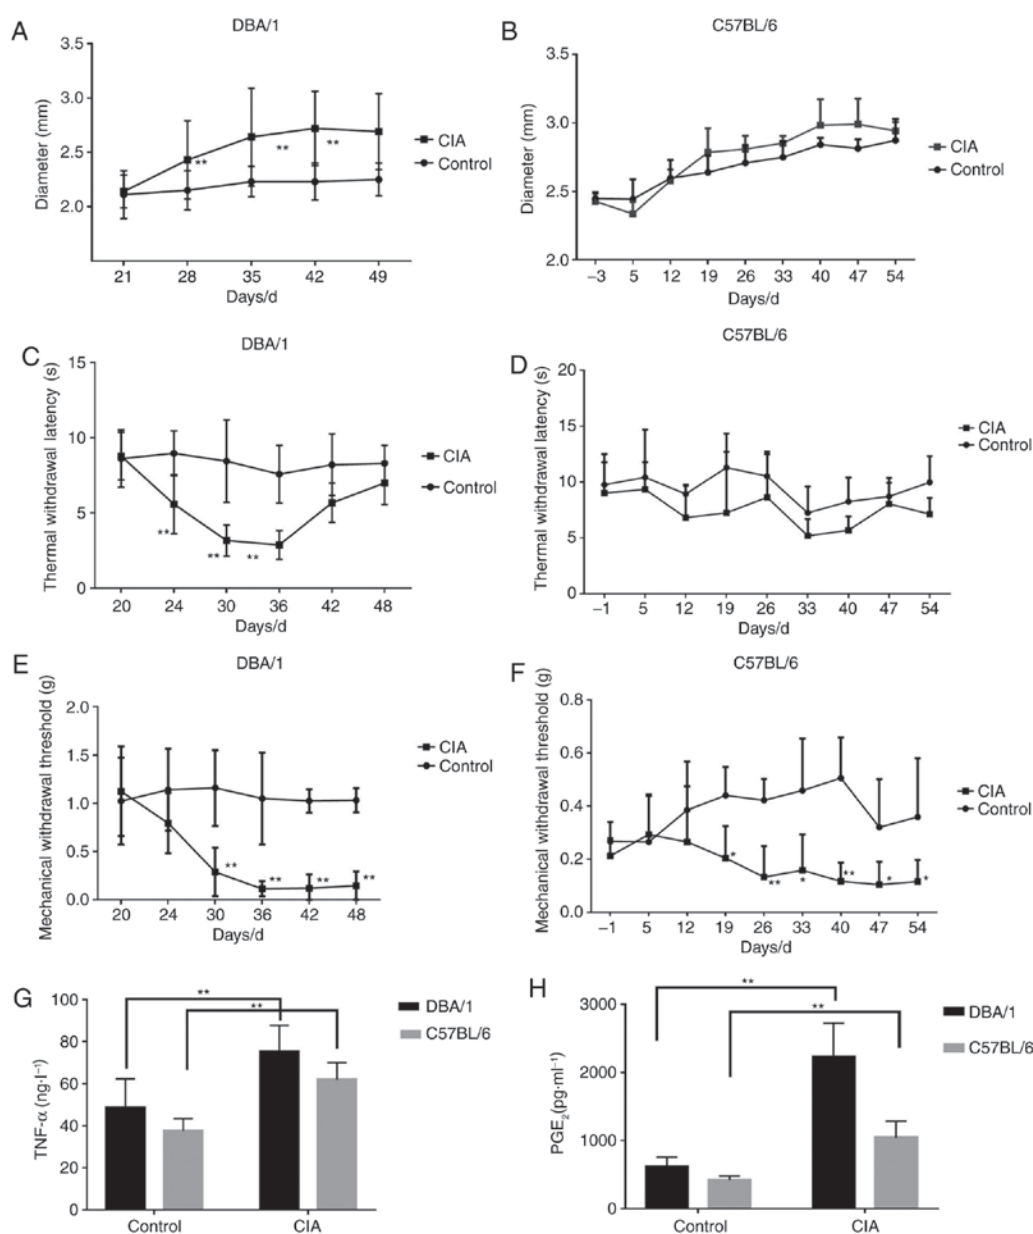 A
DBA/1
3.5
3.0
2.5
2.0
Diameter (mm)
**
**
**
CIA
Control
21 28 35 42 49
Days/d
B
C57BL/6
3.5
3.0
2.5
2.0
Diameter (mm)
CIA
Control
−3 5 12 19 26 33 40 47 54
Days/d
C
DBA/1
15
10
5
0
Thermal withdrawal latency (s)
**
**
**
CIA
Control
20 24 30 36 42 48
Days/d
D
C57BL/6
20
15
10
5
0
Thermal withdrawal latency (s)
CIA
Control
−1 5 12 19 26 33 40 47 54
Days/d
E
DBA/1
2.0
1.5
1.0
0.5
0.0
Mechanical withdrawal threshold (g)
**
**
**
**
CIA
Control
20 24 30 36 42 48
Days/d
F
C57BL/6
0.8
0.6
0.4
0.2
0.0
Mechanical withdrawal threshold (g)
*
**
*
**
*
*
CIA
Control
−1 5 12 19 26 33 40 47 54
Days/d
G
100
80
60
40
20
0
TNF-α (ng·l⁻¹)
**
**
DBA/1
C57BL/6
Control CIA
H
3000
2000
1000
0
PGE₂(pg·ml⁻¹)
**
**
DBA/1
C57BL/6
Control CIA